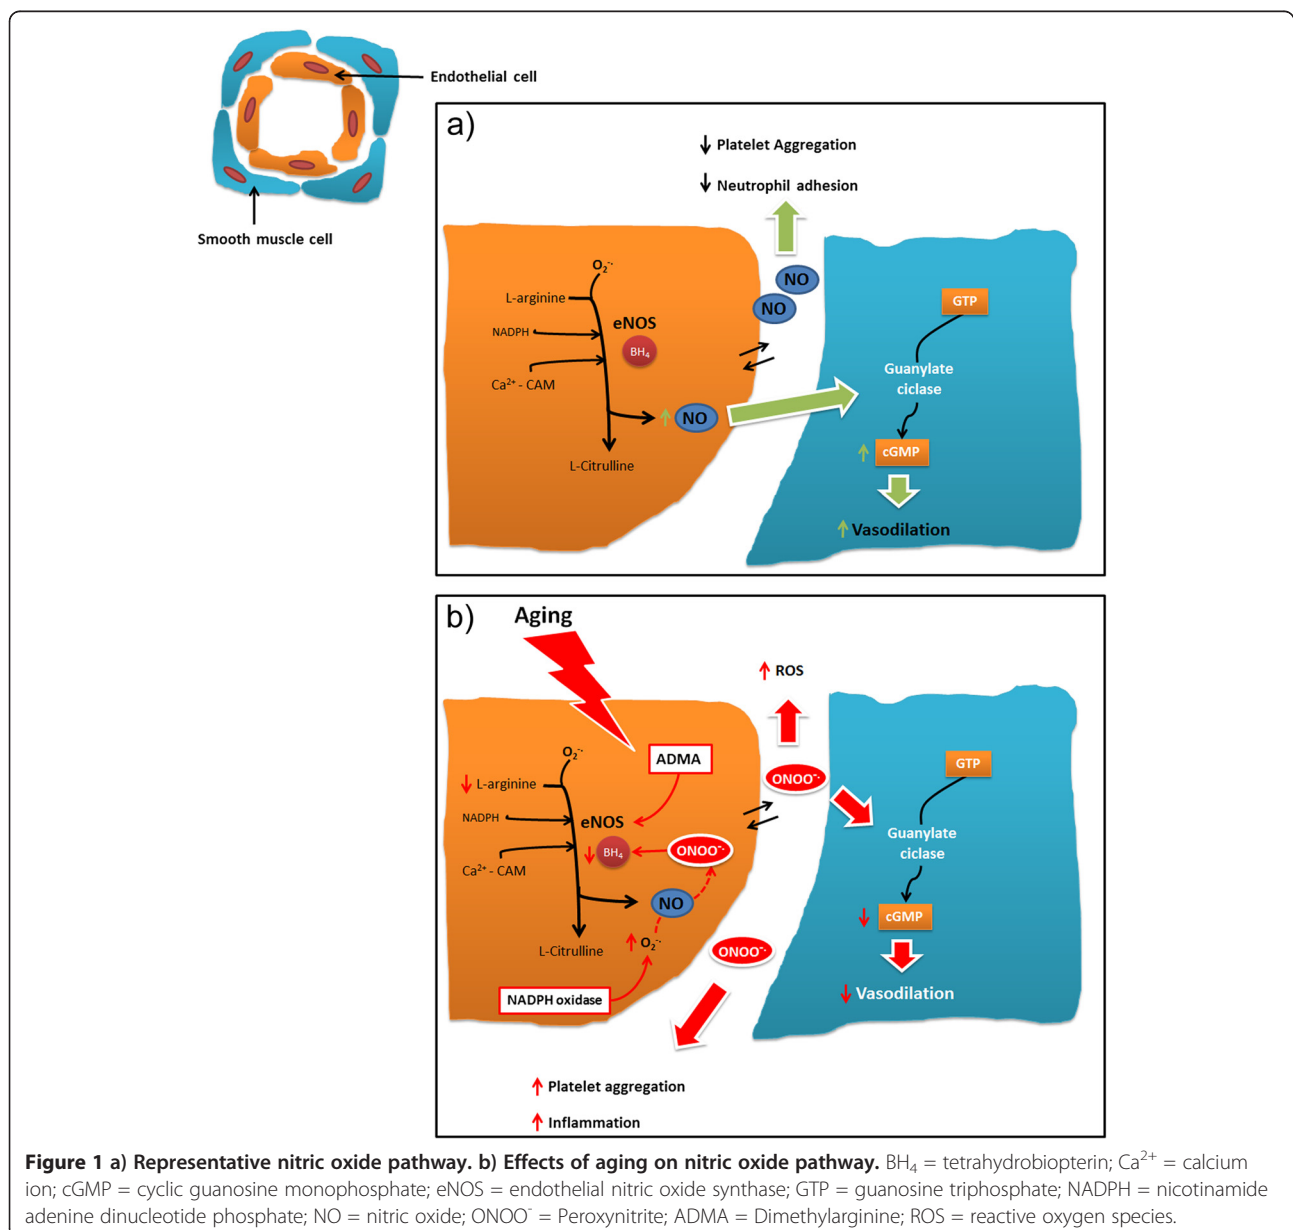 Endothelial cell
Smooth muscle cell
a)
↓ Platelet Aggregation
↓ Neutrophil adhesion
NO
NO
O₂⁻·
L-arginine
NADPH
eNOS
BH₄
Ca²⁺ - CAM
↑ NO
L-Citrulline
GTP
Guanylate
ciclase
↑ cGMP
↑ Vasodilation
b)
Aging
↑ ROS
O₂⁻·
ADMA
↓ L-arginine
NADPH
eNOS
↓ BH₄
ONOO⁻·
Ca²⁺ - CAM
NO
↑ O₂⁻·
L-Citrulline
NADPH oxidase
ONOO⁻·
ONOO⁻·
GTP
Guanylate
ciclase
↓ cGMP
↓ Vasodilation
↑ Platelet aggregation
↑ Inflammation
Figure 1 a) Representative nitric oxide pathway. b) Effects of aging on nitric oxide pathway. BH₄ = tetrahydrobiopterin; Ca²⁺ = calcium
ion; cGMP = cyclic guanosine monophosphate; eNOS = endothelial nitric oxide synthase; GTP = guanosine triphosphate; NADPH = nicotinamide
adenine dinucleotide phosphate; NO = nitric oxide; ONOO⁻ = Peroxynitrite; ADMA = Dimethylarginine; ROS = reactive oxygen species.